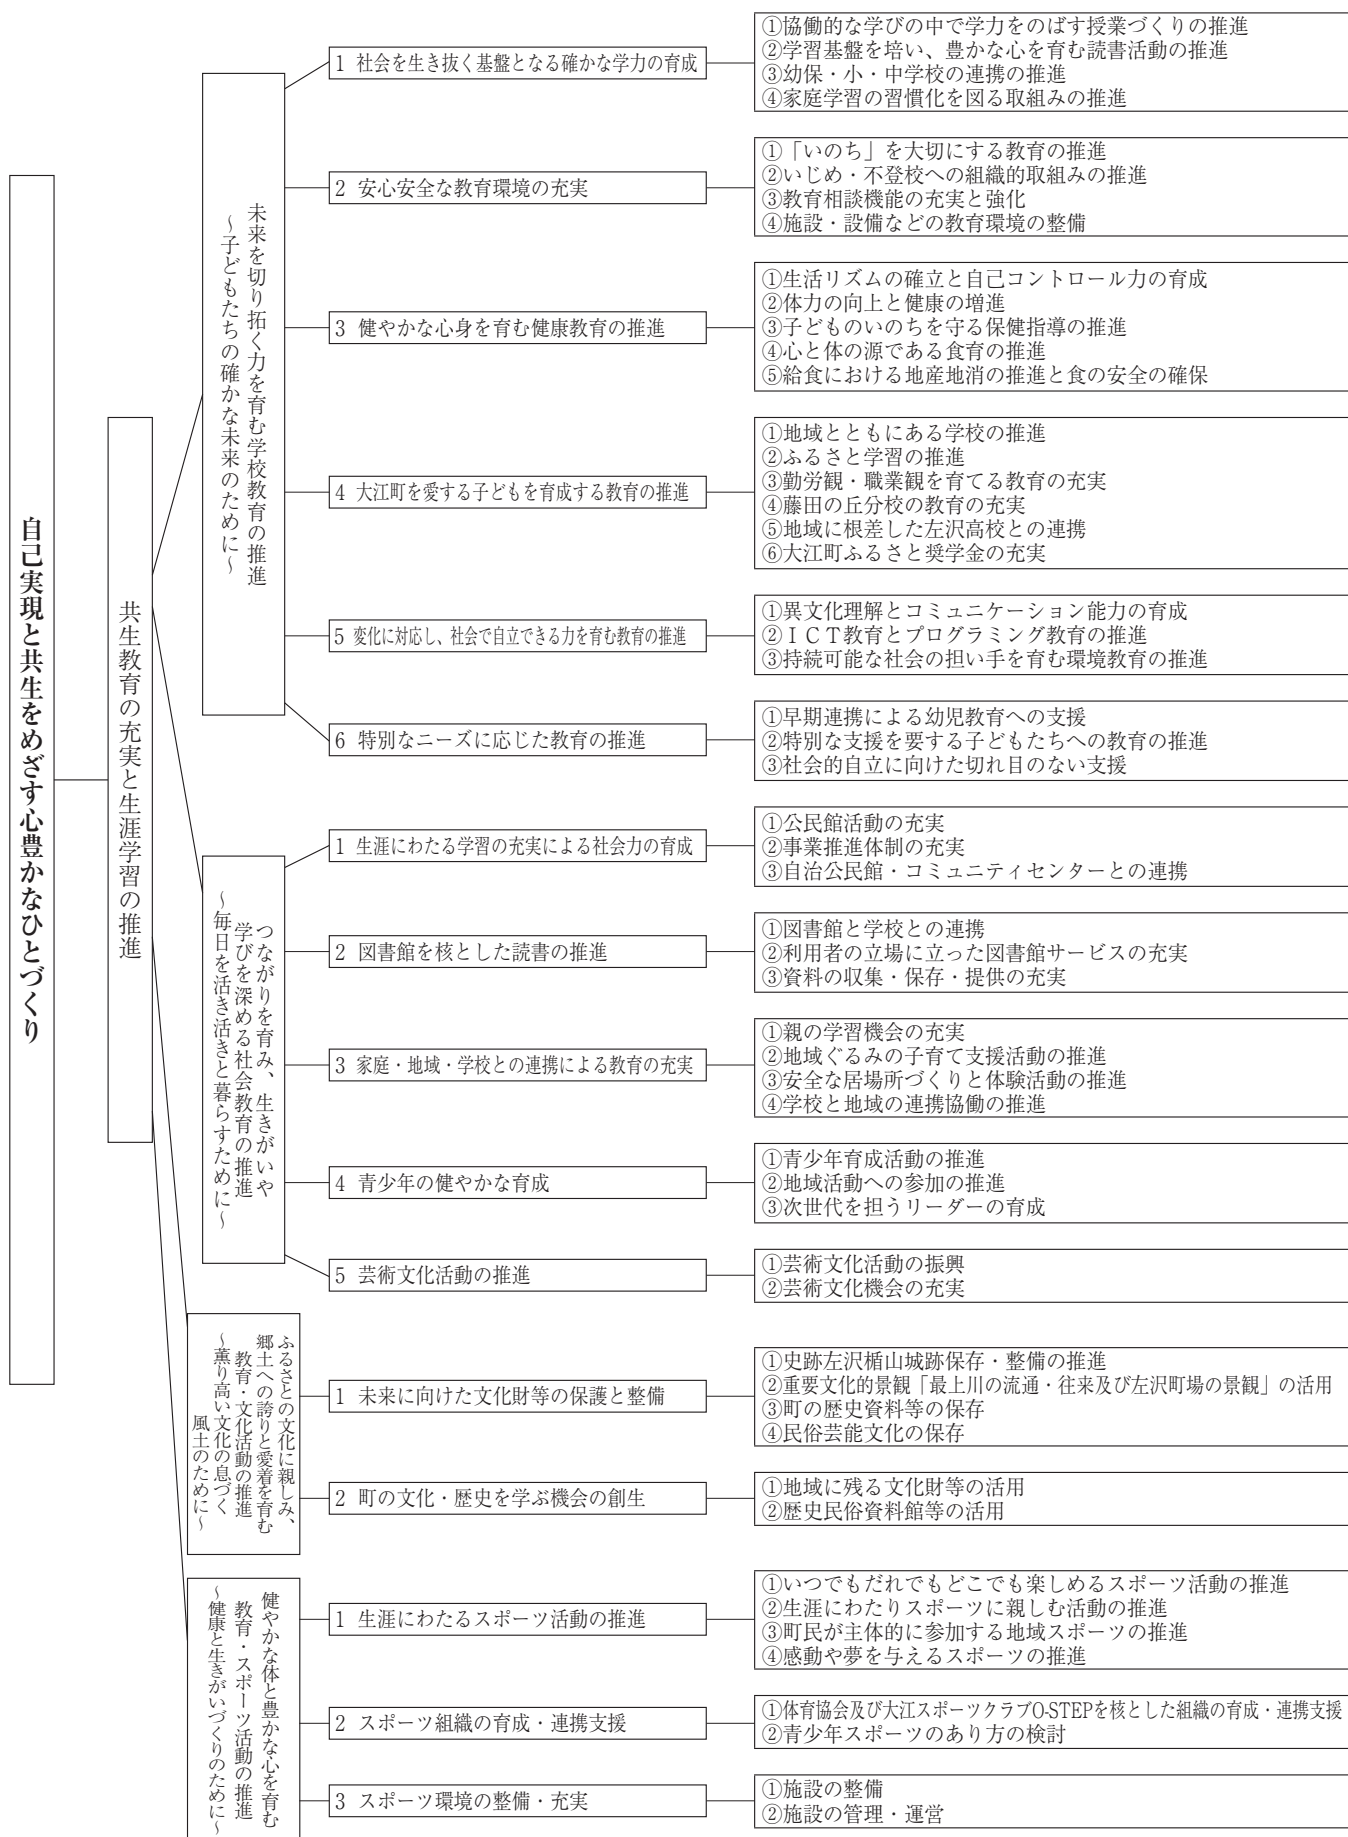 自己実現と共生をめざす心豊かなひとづくり
共生教育の充実と生涯学習の推進
未来を切り拓く力を育む学校教育の推進
～子どもたちの確かな未来のために～
1 社会を生き抜く基盤となる確かな学力の育成
①協働的な学びの中で学力をのばす授業づくりの推進
②学習基盤を培い、豊かな心を育む読書活動の推進
③幼保・小・中学校の連携の推進
④家庭学習の習慣化を図る取組みの推進
2 安心安全な教育環境の充実
①「いのち」を大切にする教育の推進
②いじめ・不登校への組織的取組みの推進
③教育相談機能の充実と強化
④施設・設備などの教育環境の整備
3 健やかな心身を育む健康教育の推進
①生活リズムの確立と自己コントロール力の育成
②体力の向上と健康の増進
③子どものいのちを守る保健指導の推進
④心と体の源である食育の推進
⑤給食における地産地消の推進と食の安全の確保
4 大江町を愛する子どもを育成する教育の推進
①地域とともにある学校の推進
②ふるさと学習の推進
③勤労観・職業観を育てる教育の充実
④藤田の丘分校の教育の充実
⑤地域に根差した左沢高校との連携
⑥大江町ふるさと奨学金の充実
5 変化に対応し、社会で自立できる力を育む教育の推進
①異文化理解とコミュニケーション能力の育成
②ＩＣＴ教育とプログラミング教育の推進
③持続可能な社会の担い手を育む環境教育の推進
6 特別なニーズに応じた教育の推進
①早期連携による幼児教育への支援
②特別な支援を要する子どもたちへの教育の推進
③社会的自立に向けた切れ目のない支援
つながりを育み、生きがいや
学びを深める社会教育の推進
～毎日を活き活きと暮らすために～
1 生涯にわたる学習の充実による社会力の育成
①公民館活動の充実
②事業推進体制の充実
③自治公民館・コミュニティセンターとの連携
2 図書館を核とした読書の推進
①図書館と学校との連携
②利用者の立場に立った図書館サービスの充実
③資料の収集・保存・提供の充実
3 家庭・地域・学校との連携による教育の充実
①親の学習機会の充実
②地域ぐるみの子育て支援活動の推進
③安全な居場所づくりと体験活動の推進
④学校と地域の連携協働の推進
4 青少年の健やかな育成
①青少年育成活動の推進
②地域活動への参加の推進
③次世代を担うリーダーの育成
5 芸術文化活動の推進
①芸術文化活動の振興
②芸術文化機会の充実
ふるさとの文化に親しみ、
郷土への誇りと愛着を育む
教育・文化活動の推進
～薫り高い文化の息づく
風土のために～
1 未来に向けた文化財等の保護と整備
①史跡左沢楯山城跡保存・整備の推進
②重要文化的景観「最上川の流通・往来及び左沢町場の景観」の活用
③町の歴史資料等の保存
④民俗芸能文化の保存
2 町の文化・歴史を学ぶ機会の創生
①地域に残る文化財等の活用
②歴史民俗資料館等の活用
健やかな体と豊かな心を育む
教育・スポーツ活動の推進
～健康と生きがいづくりのために～
1 生涯にわたるスポーツ活動の推進
①いつでもだれでもどこでも楽しめるスポーツ活動の推進
②生涯にわたりスポーツに親しむ活動の推進
③町民が主体的に参加する地域スポーツの推進
④感動や夢を与えるスポーツの推進
2 スポーツ組織の育成・連携支援
①体育協会及び大江スポーツクラブO-STEPを核とした組織の育成・連携支援
②青少年スポーツのあり方の検討
3 スポーツ環境の整備・充実
①施設の整備
②施設の管理・運営